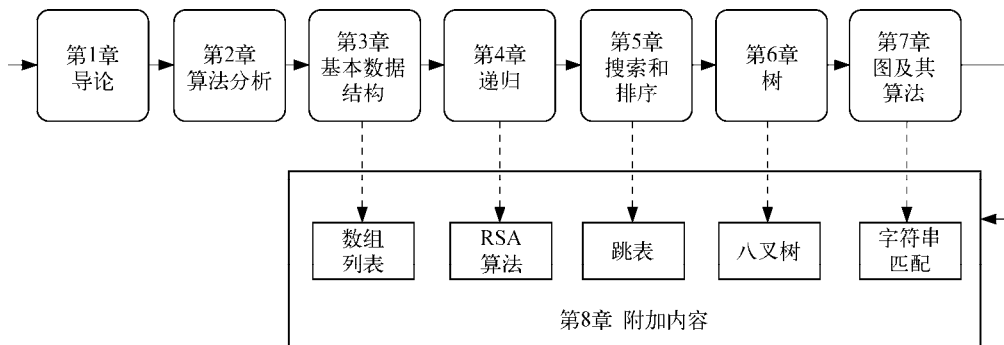 第1章
导论
第2章
算法分析
第3章
基本数据
结构
第4章
递归
第5章
搜索和
排序
第6章
树
第7章
图及其
算法
数组
列表
RSA
算法
跳表
八叉树
字符串
匹配
第8章 附加内容